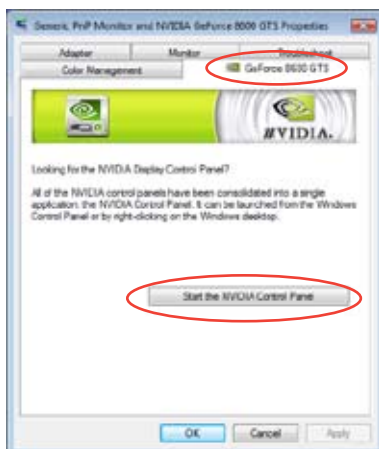 Generic PnP Monitor and NVIDIA GeForce 8600 GTS Properties
Adapter Monitor Troubleshoot
Color Management GeForce 8600 GTS
NVIDIA.
Looking for the NVIDIA Display Control Panel?
All of the NVIDIA control panels have been consolidated into a single
application: the NVIDIA Control Panel. It can be launched from the Windows
Control Panel or by right-clicking on the Windows desktop.
Start the NVIDIA Control Panel
OK Cancel Apply